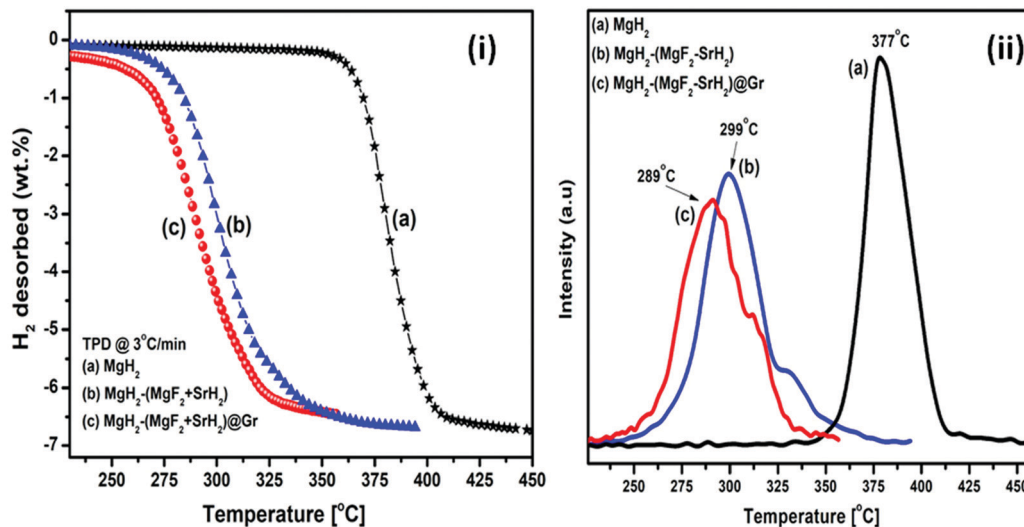 (i)
0
-1
-2
-3
-4
-5
-6
-7
H₂ desorbed (wt.%)
(a)
(b)
(c)
TPD @ 3°C/min
(a) MgH₂
(b) MgH₂-(MgF₂+SrH₂)
(c) MgH₂-(MgF₂+SrH₂)@Gr
250 275 300 325 350 375 400 425 450
Temperature [°C]
(ii)
(a) MgH₂
(b) MgH₂-(MgF₂-SrH₂)
(c) MgH₂-(MgF₂-SrH₂)@Gr
377°C
(a)
299°C
(b)
289°C
(c)
Intensity (a.u)
250 275 300 325 350 375 400 425 450
Temperature [°C]